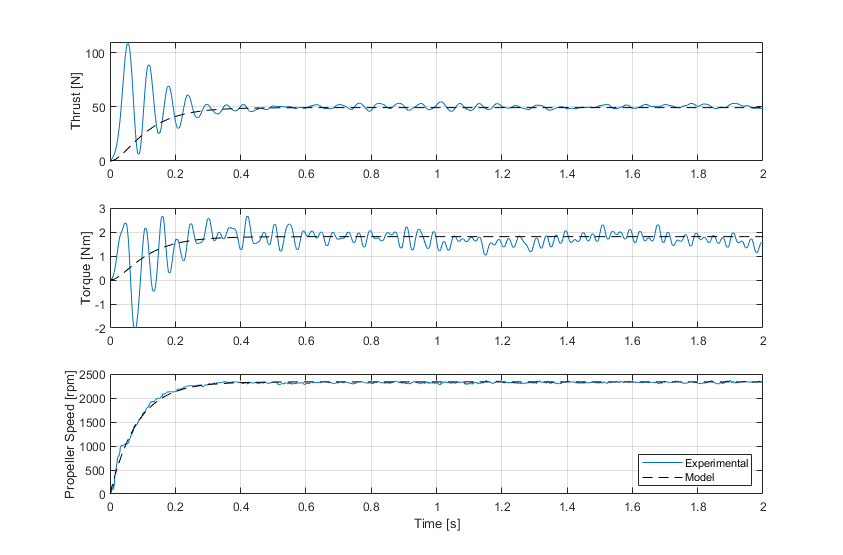 Thrust [N]
100
50
0
0 0.2 0.4 0.6 0.8 1 1.2 1.4 1.6 1.8 2
Torque [Nm]
3
2
1
0
-1
-2
0 0.2 0.4 0.6 0.8 1 1.2 1.4 1.6 1.8 2
Propeller Speed [rpm]
2500
2000
1500
1000
500
0
0 0.2 0.4 0.6 0.8 1 1.2 1.4 1.6 1.8 2
Time [s]
Experimental
Model